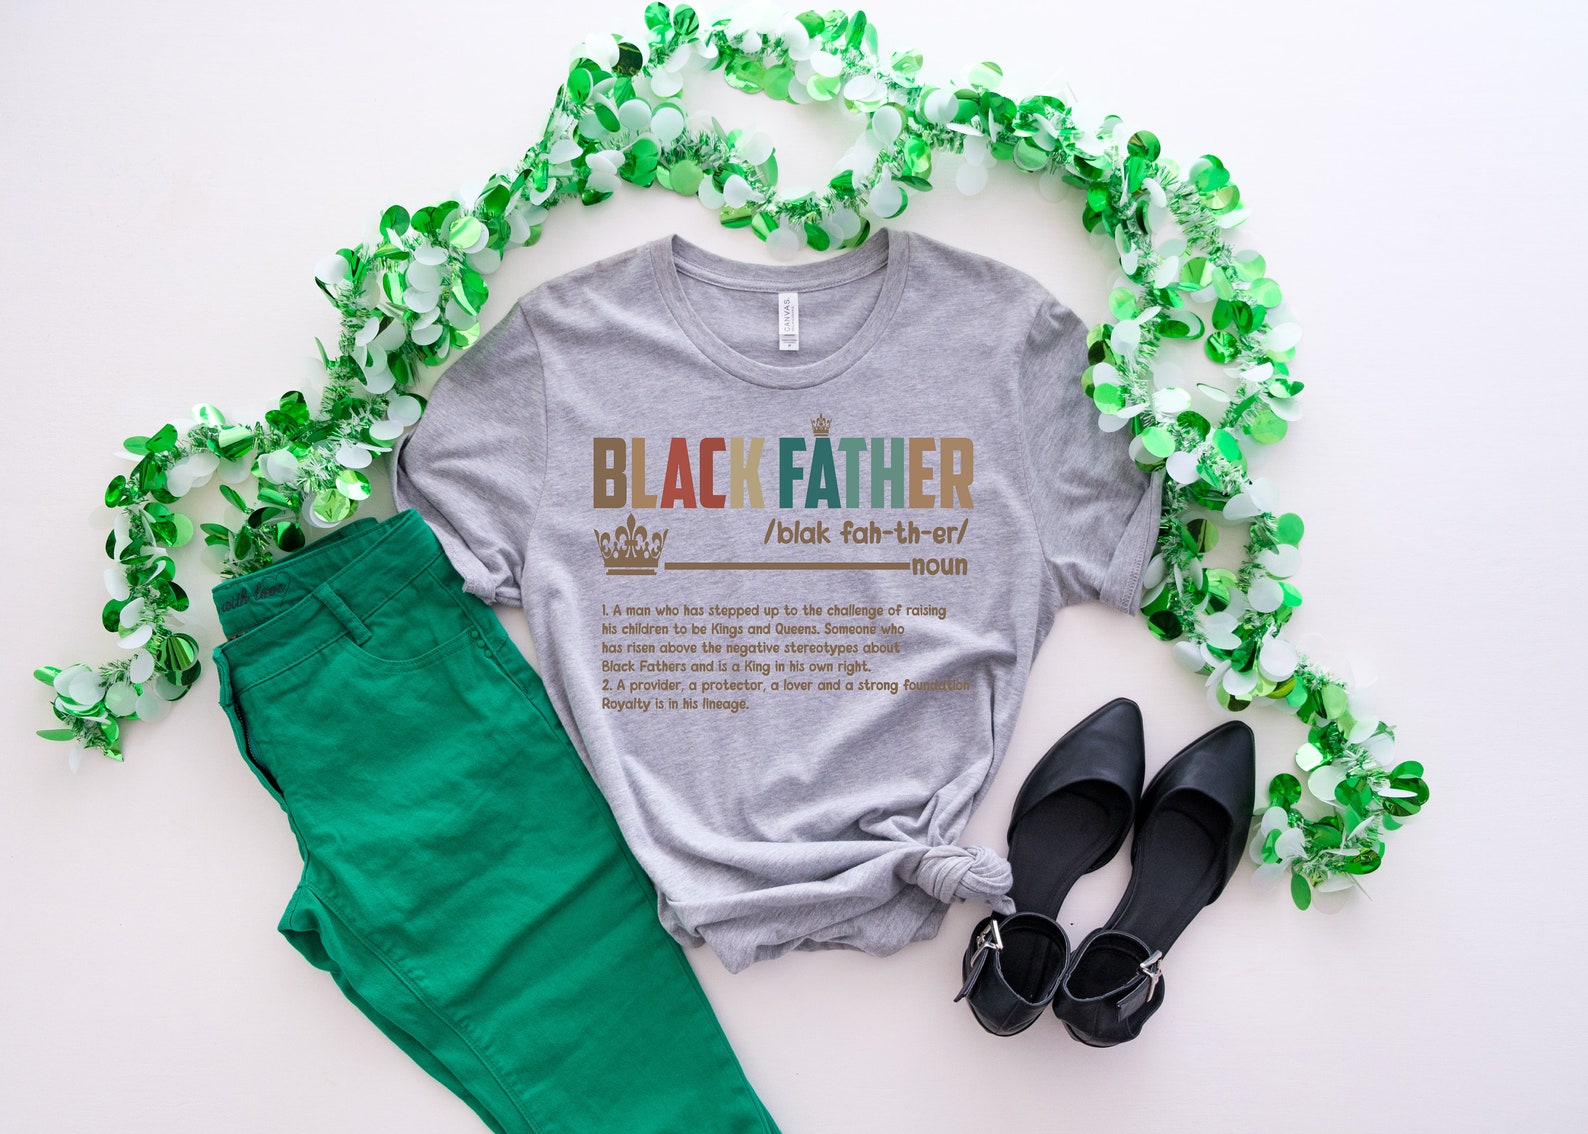 CANVAS.
BLACK FATHER
/blak fah-th-er/
noun
1. A man who has stepped up to the challenge of raising
his children to be Kings and Queens. Someone who
has risen above the negative stereotypes about
Black Fathers and is a King in his own right.
2. A provider, a protector, a lover and a strong foundation
Royalty is in his lineage.
with love